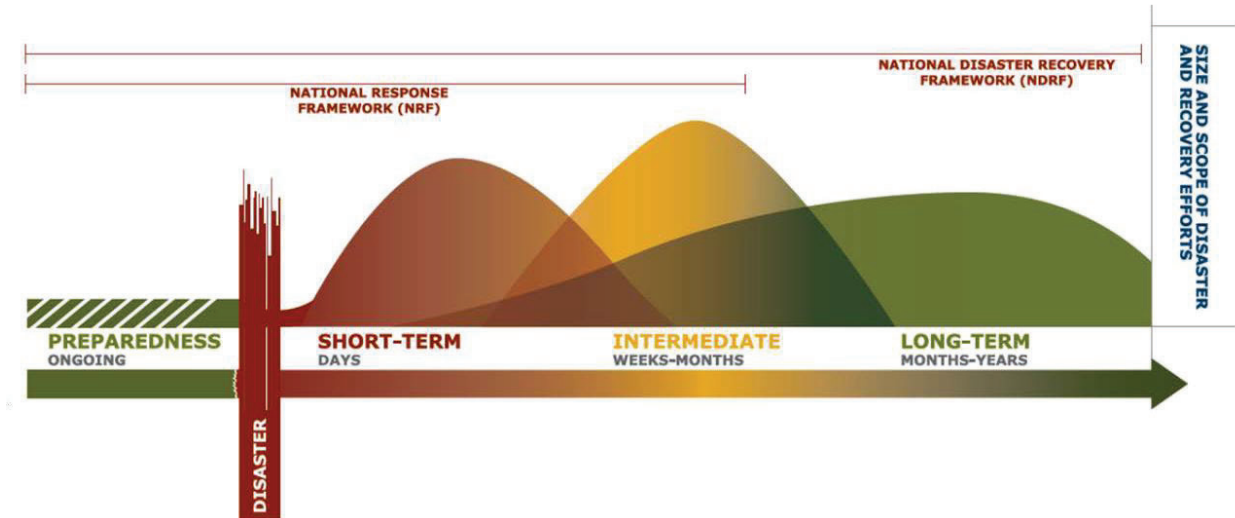 NATIONAL DISASTER RECOVERY
FRAMEWORK (NDRF)
NATIONAL RESPONSE
FRAMEWORK (NRF)
SIZE AND SCOPE OF DISASTER
AND RECOVERY EFFORTS
PREPAREDNESS
ONGOING
SHORT-TERM
DAYS
INTERMEDIATE
WEEKS-MONTHS
LONG-TERM
MONTHS-YEARS
DISASTER